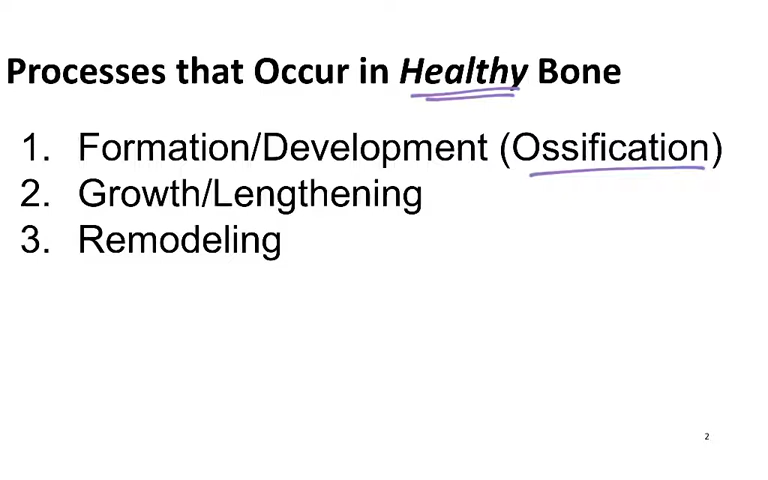 Processes that Occur in Healthy Bone
1. Formation/Development (Ossification)
2. Growth/Lengthening
3. Remodeling
2